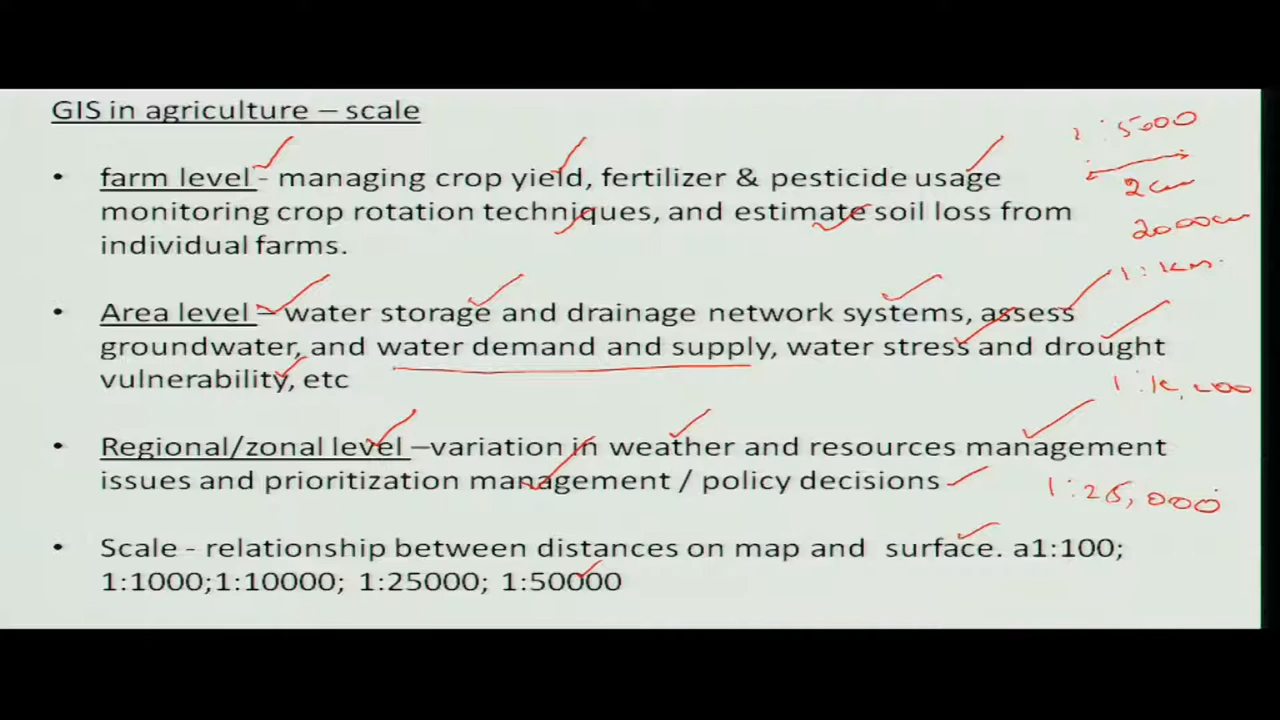 GIS in agriculture – scale
1:5000
• farm level - managing crop yield, fertilizer & pesticide usage
2cm
monitoring crop rotation techniques, and estimate soil loss from
2000cm
individual farms.
1:km.
• Area level – water storage and drainage network systems, assess
groundwater, and water demand and supply, water stress and drought
vulnerability, etc
• Regional/zonal level –variation in weather and resources management
issues and prioritization management / policy decisions
1:25,000
• Scale - relationship between distances on map and surface. a1:100;
1:1000;1:10000; 1:25000; 1:50000